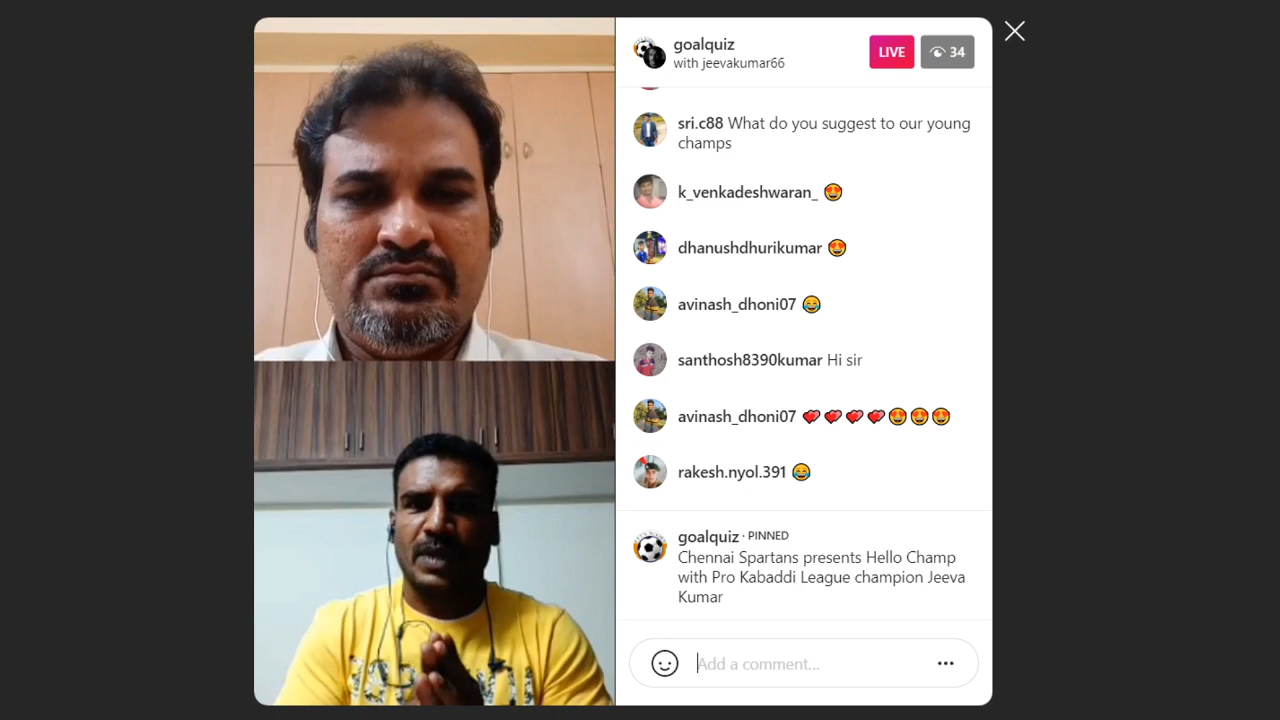 goalquiz
with jeevakumar66
LIVE
34
sri.c88 What do you suggest to our young
champs
k_venkadeshwaran_ 😍
dhanushdhurikumar 😍
avinash_dhoni07 😂
santhosh8390kumar Hi sir
avinash_dhoni07 💕💕💕💕😍😍😍
rakesh.nyol.391 😂
goalquiz · PINNED
Chennai Spartans presents Hello Champ
with Pro Kabaddi League champion Jeeva
Kumar
Add a comment...